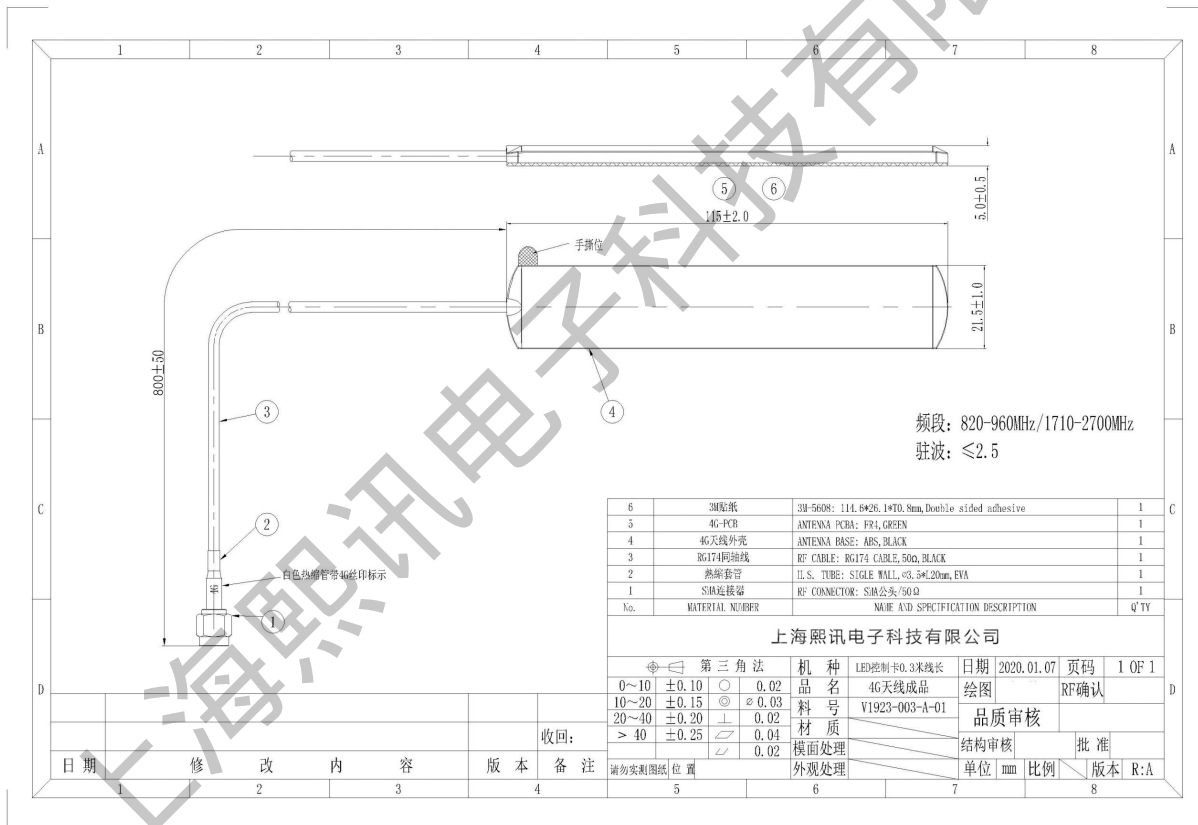 1 2 3 4 5 6 7 8
A A
5.0±0.5
⑤ ⑥
115±2.0
手撕位
21.5±1.0
B B
800±50
③
④
频段: 820-960MHz/1710-2700MHz
驻波: ≤2.5
C C
②
白色热缩管带4G丝印标示
4G
①
6 3M贴纸 3M-5608: 114.6*26.1*T0.8mm,Double sided adhesive 1
5 4G-PCB ANTENNA PCBA: FR4,GREEN 1
4 4G天线外壳 ANTENNA BASE: ABS,BLACK 1
3 RG174同轴线 RF CABLE: RG174 CABLE,50Ω,BLACK 1
2 热缩套管 H.S. TUBE: SIGLE WALL,∅3.5*L20mm,EVA 1
1 SMA连接器 RF CONNECTOR: SMA公头/50Ω 1
No. MATERIAL NUMBER NAME AND SPECIFICATION DESCRIPTION Q'TY
上海熙讯电子科技有限公司
第三角法 机种 LED控制卡0.3米线长 日期 2020.01.07 页码 1 OF 1
D D
0~10 ±0.10 ○ 0.02 品名 4G天线成品 绘图 RF确认
10~20 ±0.15 ◎ ⌀0.03 料号 V1923-003-A-01 品质审核
20~40 ±0.20 ⊥ 0.02 材质
> 40 ±0.25 ▱ 0.04 模面处理 结构审核 批准
▱ 0.02
请勿实测图纸 位置 外观处理 单位 mm 比例 版本 R:A
收回:
日期 修改内容 版本 备注
1 2 3 4 5 6 7 8
上海熙讯电子科技有限